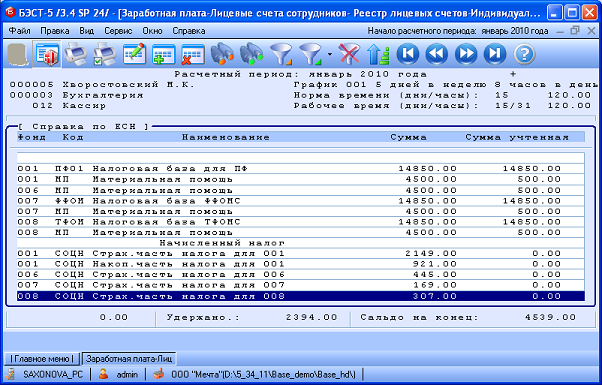 БЭСТ-5 /3.4 SP 24/ - [Заработная плата-Лицевые счета сотрудников- Реестр лицевых счетов-Индивидуал...
Файл Правка Вид Сервис Окно Справка Начало расчетного периода: январь 2010 года
Расчетный период: январь 2010 года +
000005 Хворостовский М.К. График 001 5 дней в неделю 8 часов в день
000003 Бухгалтерия Норма времени (дни/часы): 15 120.00
012 Кассир Рабочее время (дни/часы): 15/31 120.00
[ Справка по ЕСН ]
Фонд Код Наименование Сумма Сумма учтенная
001 ПФ01 Налоговая база для ПФ 14850.00 14850.00
001 МП Материальная помощь 4500.00 500.00
006 МП Материальная помощь 4500.00 500.00
007 ФФОМ Налоговая база ФФОМС 14850.00 14850.00
007 МП Материальная помощь 4500.00 500.00
008 ТФОМ Налоговая база ТФОМС 14850.00 14850.00
008 МП Материальная помощь 4500.00 500.00
Начисленный налог
001 СОЦН Страх.часть налога для 001 2149.00 0.00
001 СОЦН Накоп.часть налога для 001 921.00 0.00
006 СОЦН Страх.часть налога для 006 445.00 0.00
007 СОЦН Страх.часть налога для 007 169.00 0.00
008 СОЦН Страх.часть налога для 008 307.00 0.00
0.00 Удержано.: 2394.00 Сальдо на конец: 4539.00
Главное меню Заработная плата-Лиц
SAXONOVA_PC admin ООО "Мечта"(D:\5_34_11\Base_demo\Base_hd\)